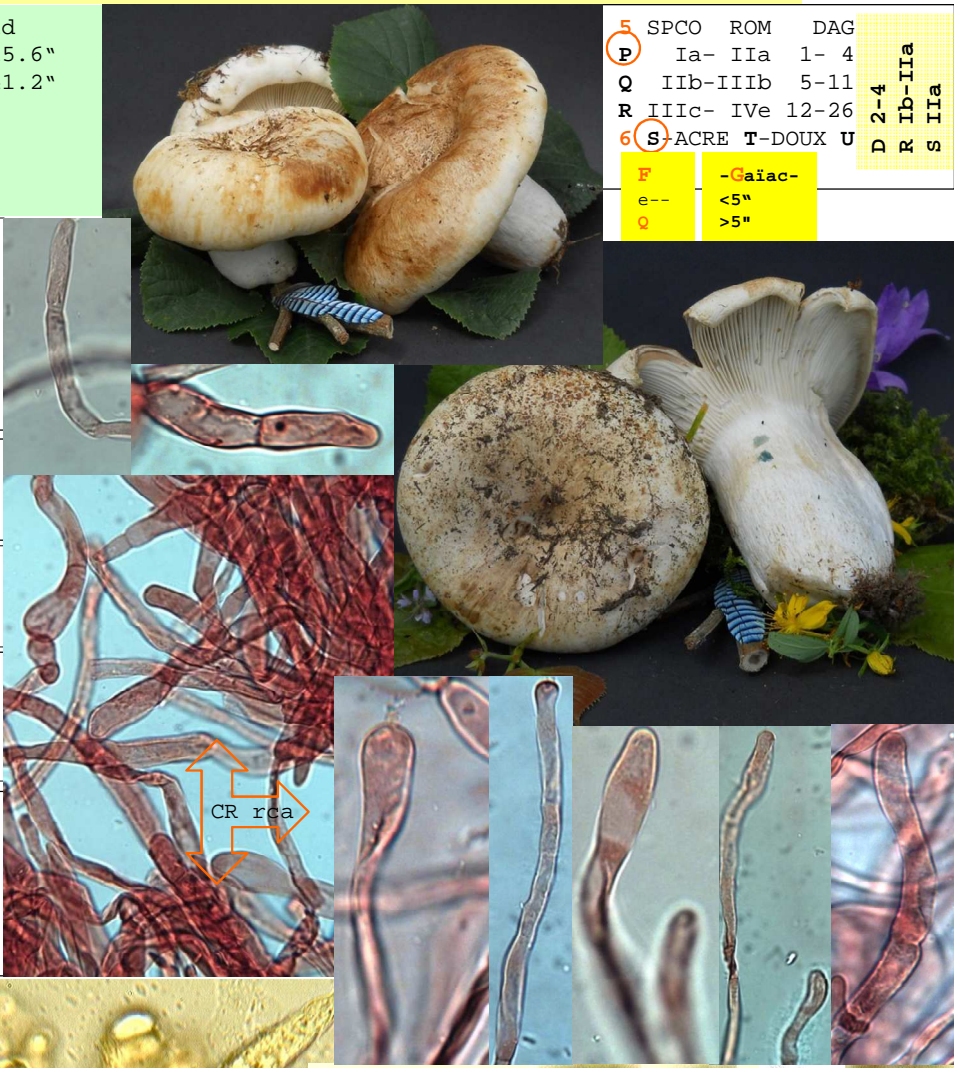 d
5.6“
1.2“
5 SPCO ROM DAG
P Ia- IIa 1- 4
Q IIb-IIIb 5-11
R IIIc- IVe 12-26
6 S-ACRE T-DOUX U
D 2-4
R Ib-IIa
S IIa
F
e--
Q
-Gaïac-
<5“
>5"
CR rca